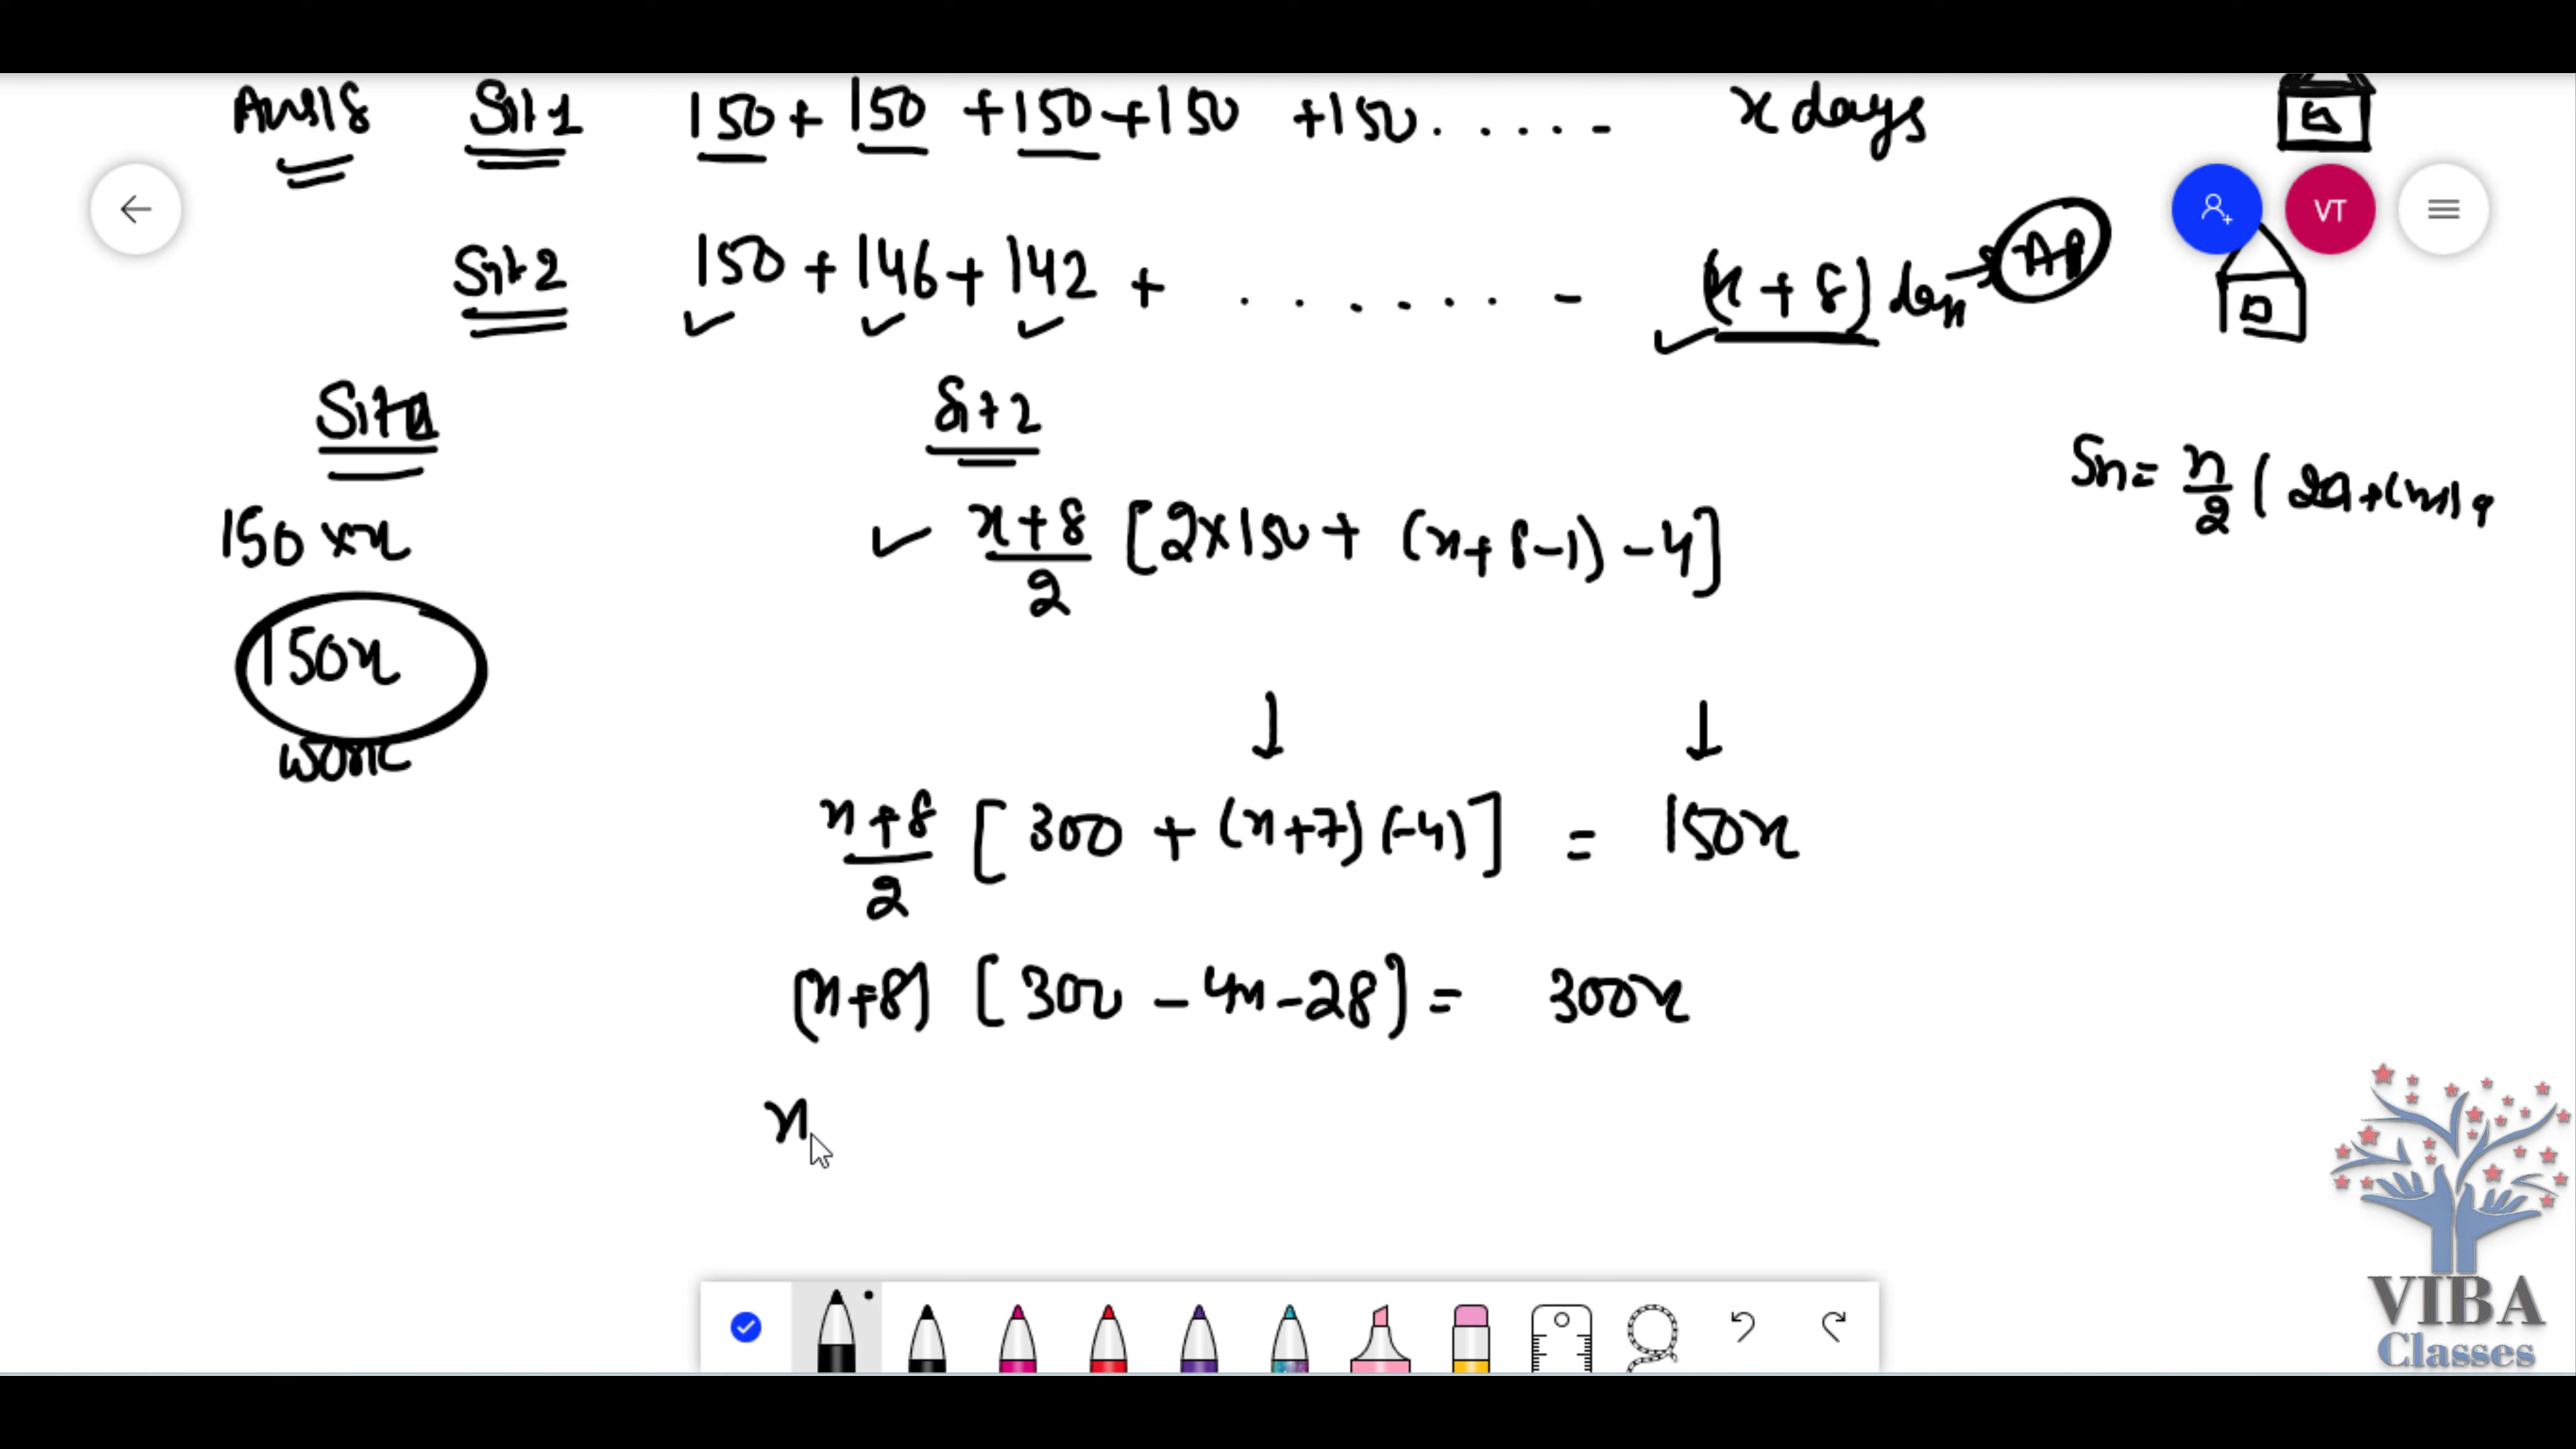 Ans18 Sit 1 150 + 150 + 150 + 150 + 150 . . . . . - x days
VT
Sit 2 150 + 146 + 142 + . . . . . . - (x + 8) AP
Sit 1 Sit 2
Sn = n/2 (2a +
150 × x x+8/2 [2×150 + (x+8-1) -4]
150x
work
x+8/2 [300 + (x+7)(-4)] = 150x
(x+8) [300 - 4x - 28] = 300x
x
VIBA
Classes